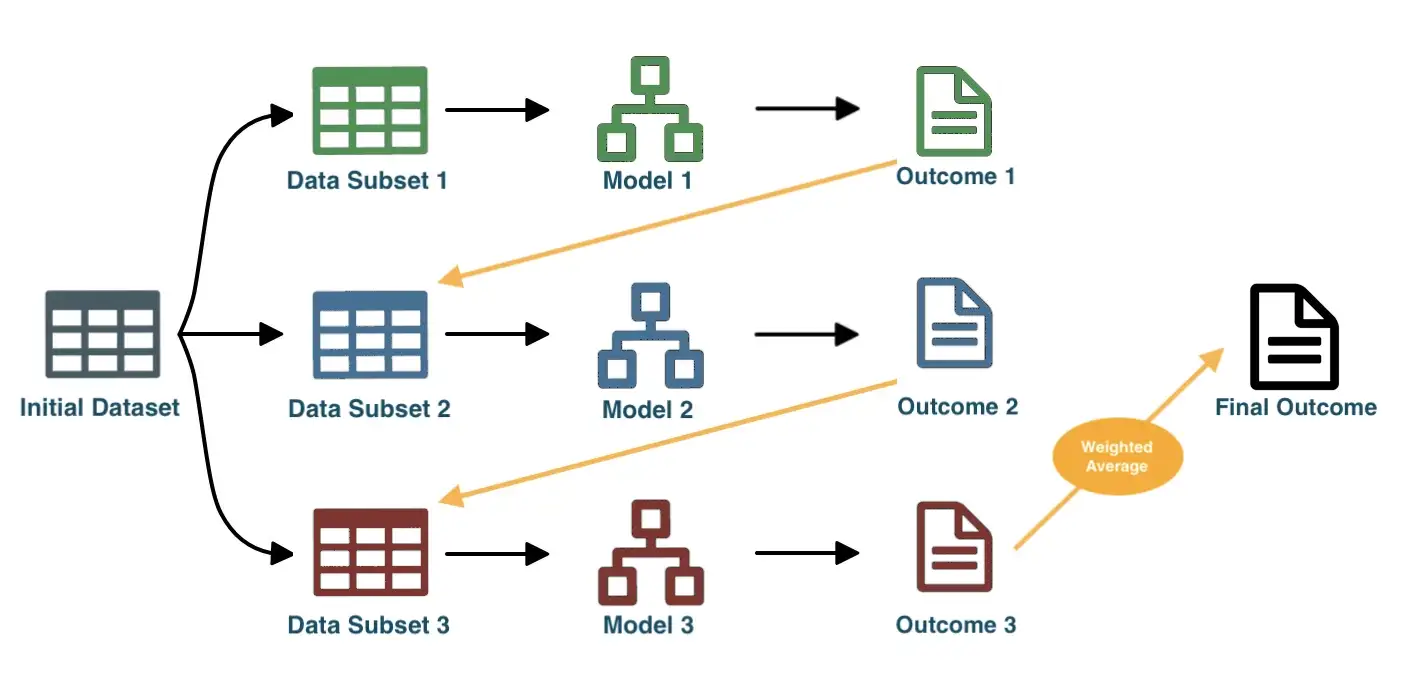 Data Subset 1
Model 1
Outcome 1
Initial Dataset
Data Subset 2
Model 2
Outcome 2
Final Outcome
Weighted
Average
Data Subset 3
Model 3
Outcome 3